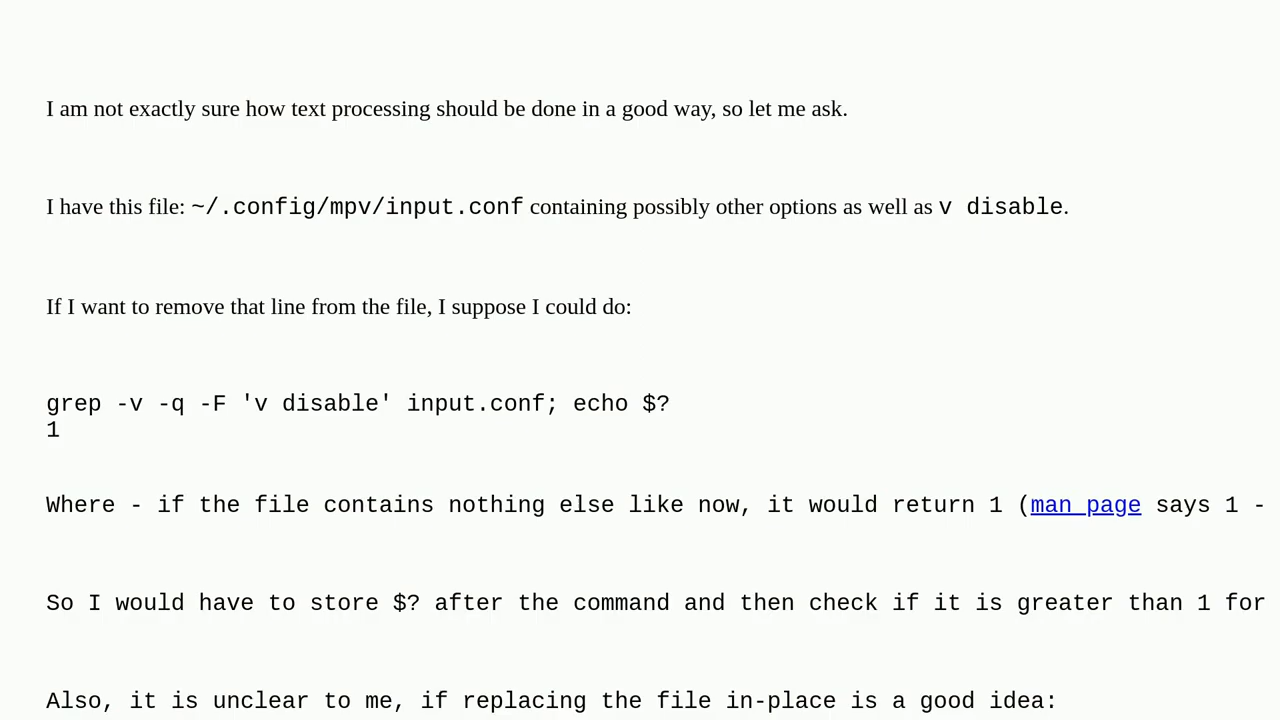 I am not exactly sure how text processing should be done in a good way, so let me ask.
I have this file: ~/.config/mpv/input.conf containing possibly other options as well as v disable.
If I want to remove that line from the file, I suppose I could do:
grep -v -q -F 'v disable' input.conf; echo $?
1
Where - if the file contains nothing else like now, it would return 1 (man page says 1 -
So I would have to store $? after the command and then check if it is greater than 1 for
Also, it is unclear to me, if replacing the file in-place is a good idea: